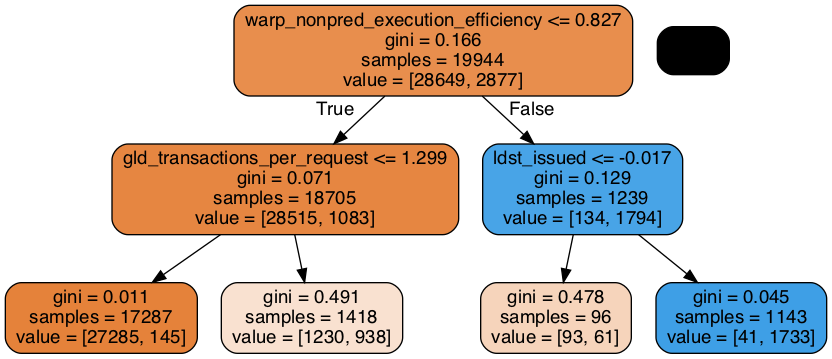 warp_nonpred_execution_efficiency <= 0.827
gini = 0.166
samples = 19944
value = [28649, 2877]
True
False
gld_transactions_per_request <= 1.299
gini = 0.071
samples = 18705
value = [28515, 1083]
ldst_issued <= -0.017
gini = 0.129
samples = 1239
value = [134, 1794]
gini = 0.011
samples = 17287
value = [27285, 145]
gini = 0.491
samples = 1418
value = [1230, 938]
gini = 0.478
samples = 96
value = [93, 61]
gini = 0.045
samples = 1143
value = [41, 1733]